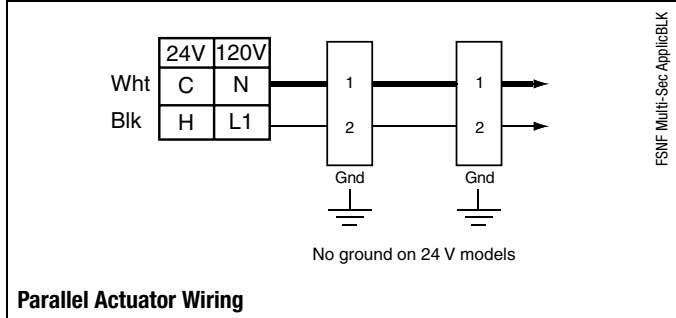 24V 120V
Wht C N 1 1
Blk H L1 2 2
Gnd Gnd
No ground on 24 V models
Parallel Actuator Wiring
FSNF Multi-Sec ApplicBLK